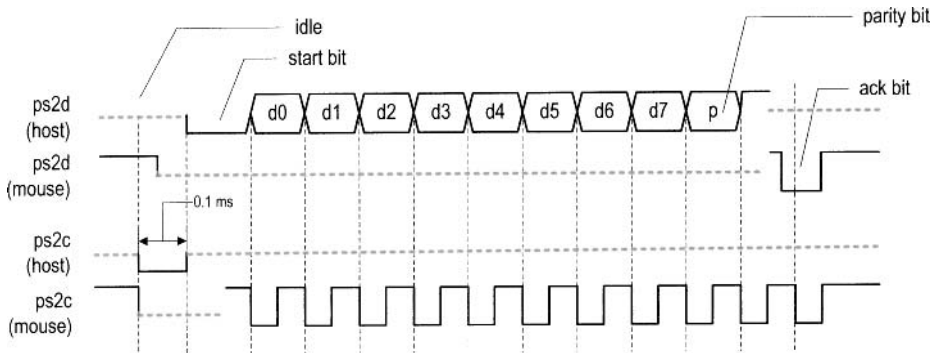 idle
parity bit
start bit
ack bit
ps2d
(host)
d0 d1 d2 d3 d4 d5 d6 d7 p
ps2d
(mouse)
0.1 ms
ps2c
(host)
ps2c
(mouse)